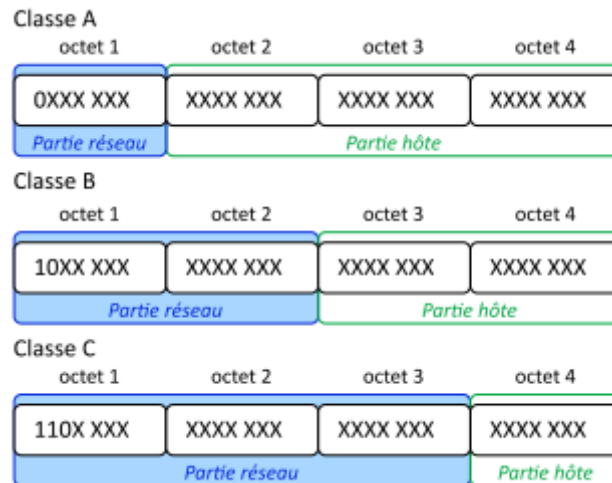 Classe A
octet 1 octet 2 octet 3 octet 4
0XXX XXX XXXX XXX XXXX XXX XXXX XXX
Partie réseau Partie hôte
Classe B
octet 1 octet 2 octet 3 octet 4
10XX XXX XXXX XXX XXXX XXX XXXX XXX
Partie réseau Partie hôte
Classe C
octet 1 octet 2 octet 3 octet 4
110X XXX XXXX XXX XXXX XXX XXXX XXX
Partie réseau Partie hôte